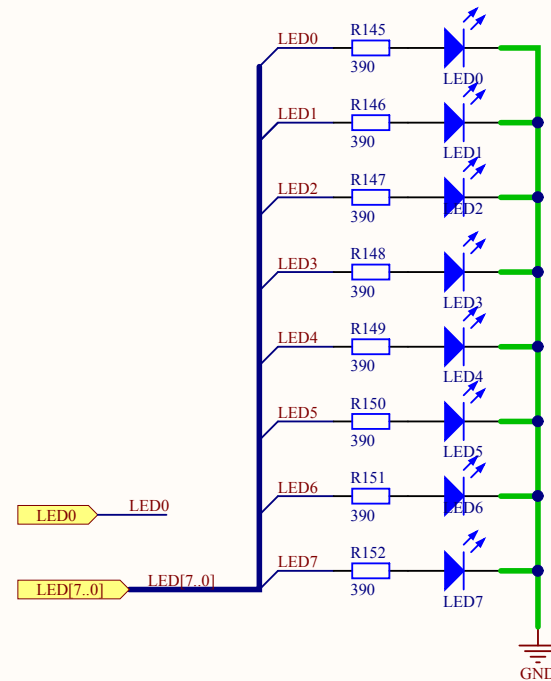 LED0
R145
390
LED0
LED1
R146
390
LED1
LED2
R147
390
LED2
LED3
R148
390
LED3
LED4
R149
390
LED4
LED5
R150
390
LED5
LED6
R151
390
LED6
LED0
LED0
LED7
R152
390
LED7
LED[7..0]
LED[7..0]
GND